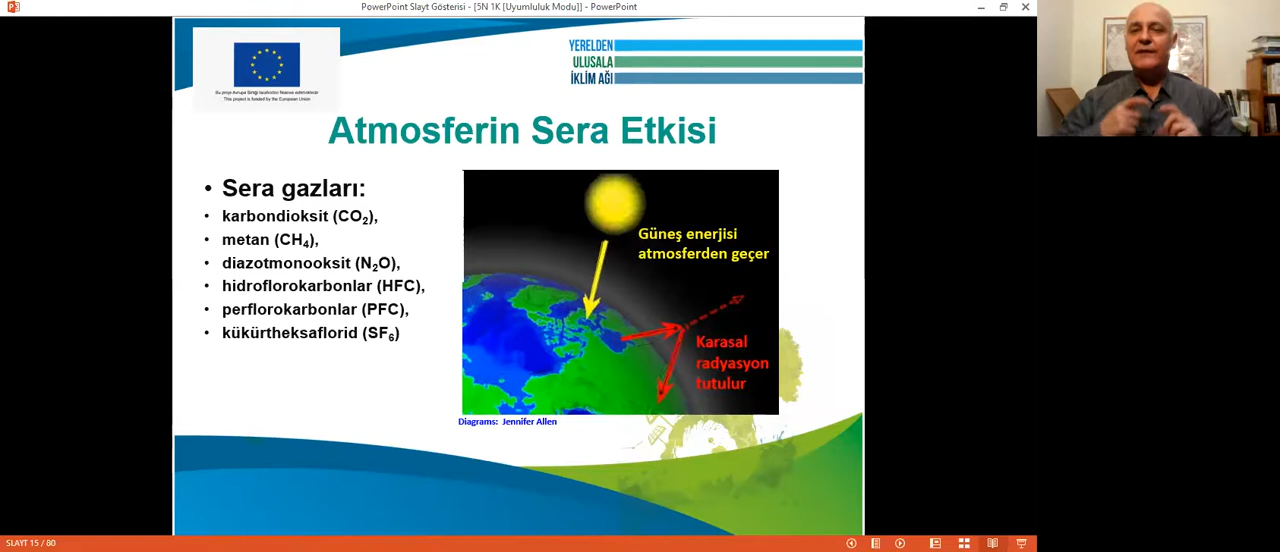 PowerPoint Slayt Gösterisi - [5N 1K [Uyumluluk Modu]] - PowerPoint
Bu proje Avrupa Birliği tarafından finanse edilmektedir
This project is funded by the European Union
YERELDEN
ULUSALA
İKLİM AĞI
Atmosferin Sera Etkisi
• Sera gazları:
• karbondioksit (CO₂),
• metan (CH₄),
• diazotmonooksit (N₂O),
• hidroflorokarbonlar (HFC),
• perflorokarbonlar (PFC),
• kükürtheksaflorid (SF₆)
Güneş enerjisi
atmosferden geçer
Karasal
radyasyon
tutulur
Diagrams: Jennifer Allen
SLAYT 15 / 80